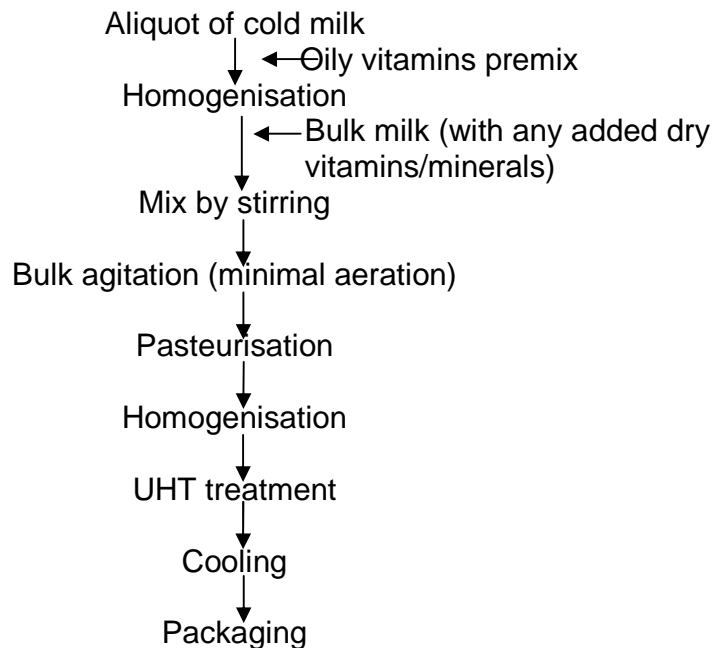 Aliquot of cold milk
Oily vitamins premix
Homogenisation
Bulk milk (with any added dry
vitamins/minerals)
Mix by stirring
Bulk agitation (minimal aeration)
Pasteurisation
Homogenisation
UHT treatment
Cooling
Packaging